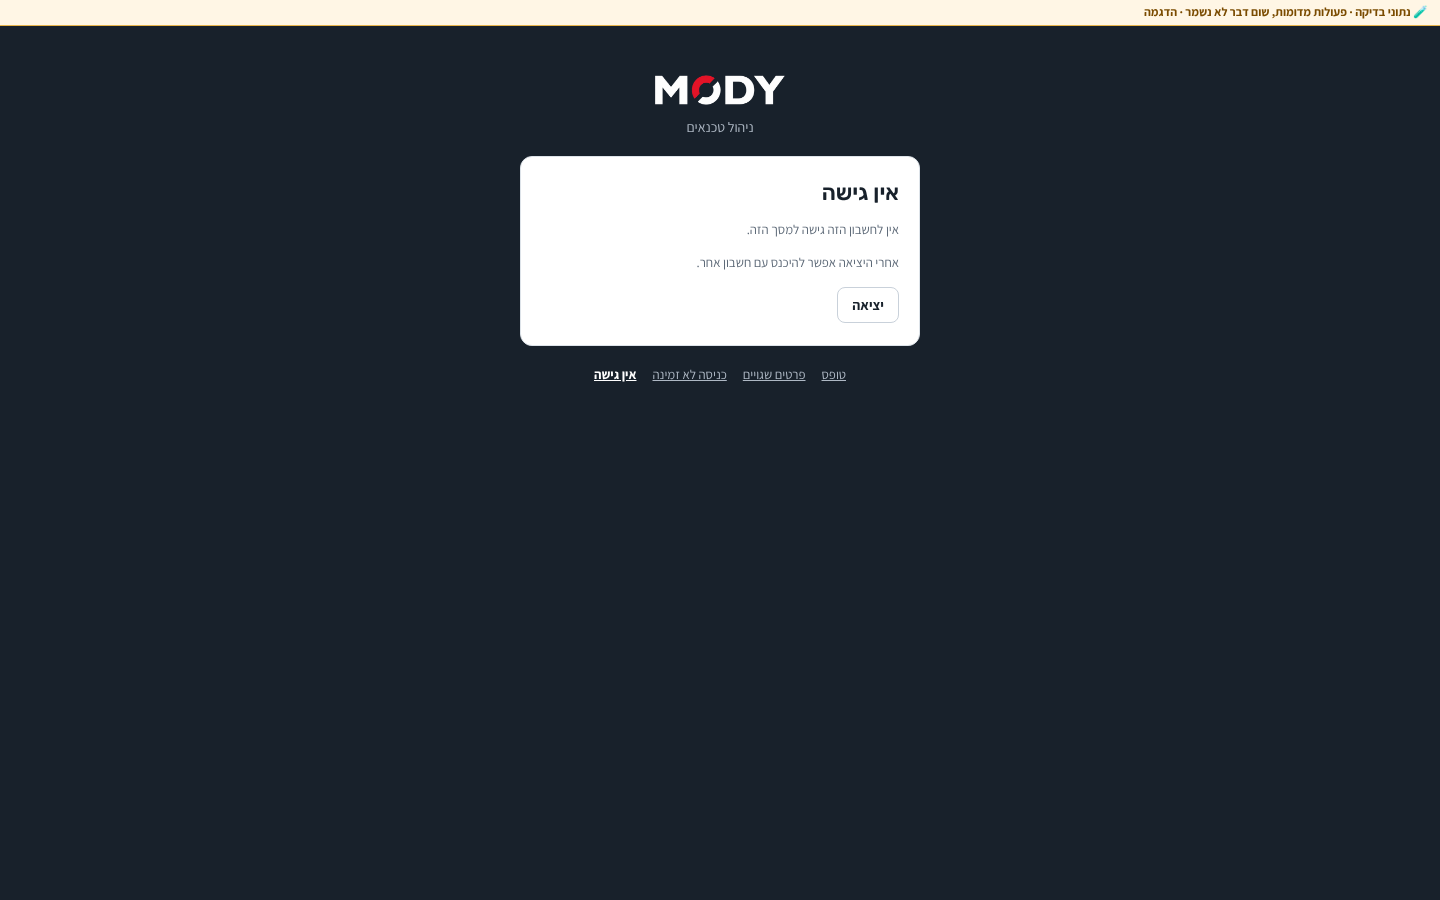 🧪 נתוני בדיקה · פעולות מדומות, שום דבר לא נשמר · הדגמה
MODY
ניהול טכנאים
אין גישה
אין לחשבון הזה גישה למסך הזה.
אחרי היציאה אפשר להיכנס עם חשבון אחר.
יציאה
טופס פרטים שגויים כניסה לא זמינה אין גישה